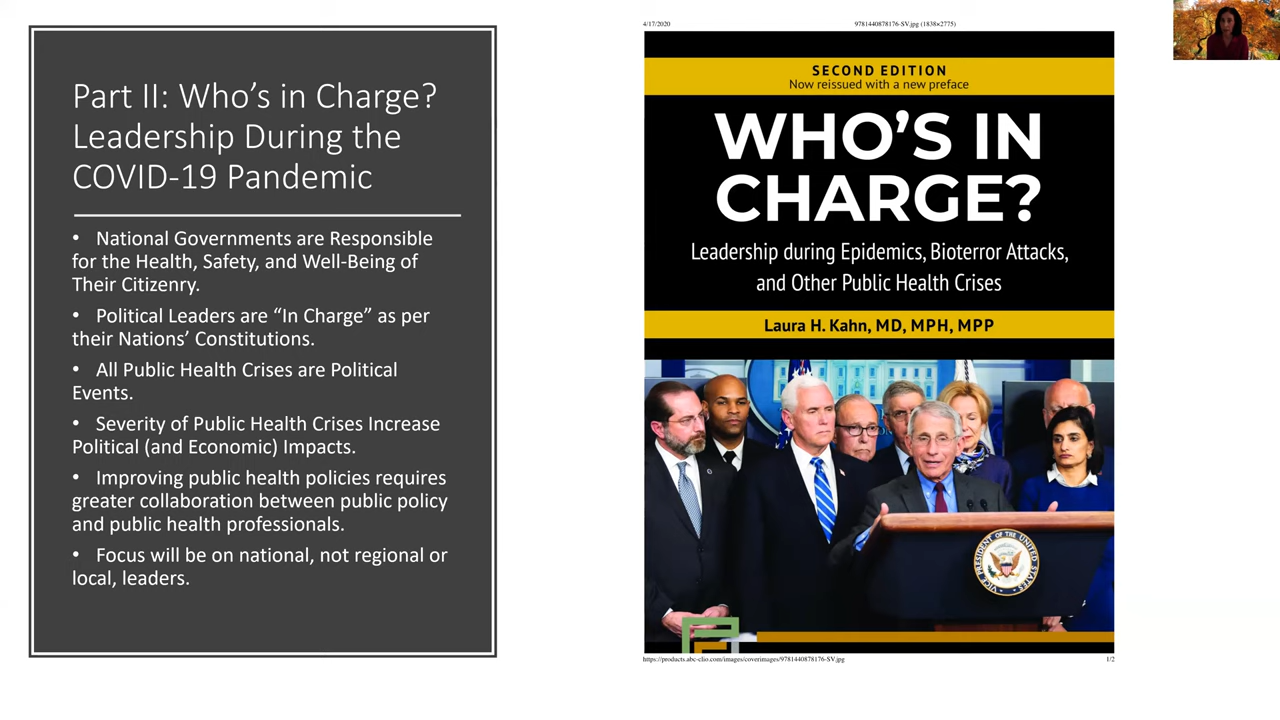 Part II: Who's in Charge?
Leadership During the
COVID-19 Pandemic
• National Governments are Responsible
for the Health, Safety, and Well-Being of
Their Citizenry.
• Political Leaders are “In Charge” as per
their Nations’ Constitutions.
• All Public Health Crises are Political
Events.
• Severity of Public Health Crises Increase
Political (and Economic) Impacts.
• Improving public health policies requires
greater collaboration between public policy
and public health professionals.
• Focus will be on national, not regional or
local, leaders.
4/17/2020
9781440878176-SV.jpg (1838×2775)
SECOND EDITION
Now reissued with a new preface
WHO'S IN
CHARGE?
Leadership during Epidemics, Bioterror Attacks,
and Other Public Health Crises
Laura H. Kahn, MD, MPH, MPP
VICE PRESIDENT OF THE UNITED STATES
https://products.abc-clio.com/images/coverimages/9781440878176-SV.jpg
1/2